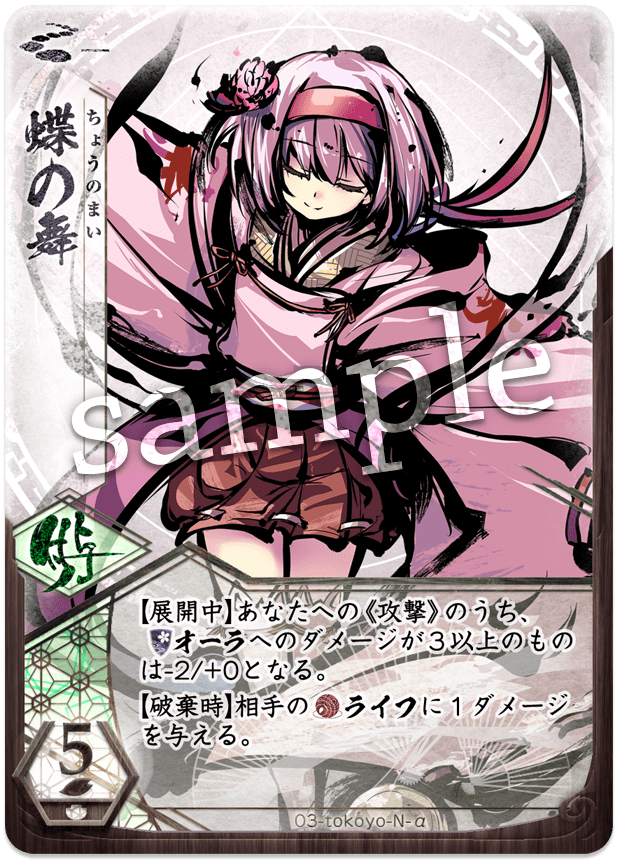 蝶の舞
ちょうのまい
sample
付与
【展開中】あなたへの《攻撃》のうち、
オーラへのダメージが3以上のもの
は-2/+0となる。
【破棄時】相手のライフに1ダメージ
を与える。
5
03-tokoyo-N-α